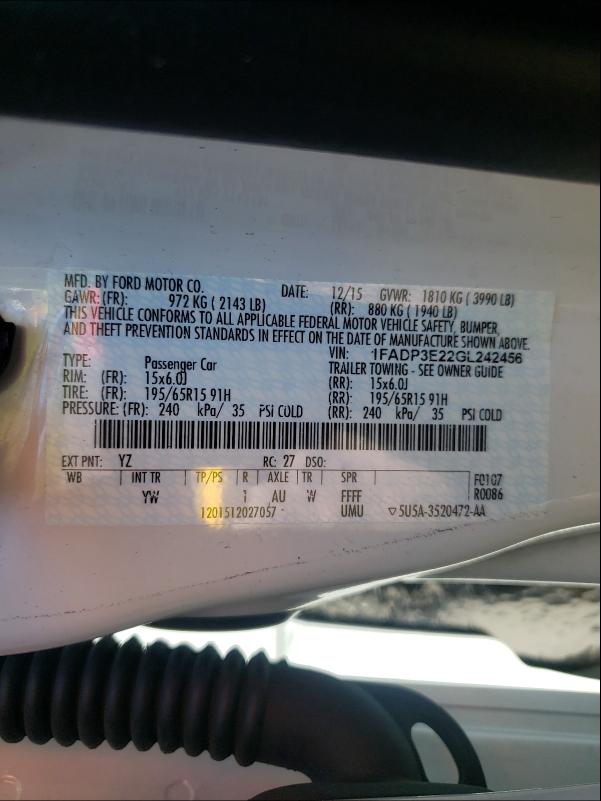 MFD. BY FORD MOTOR CO. DATE: 12/15 GVWR: 1810 KG ( 3990 LB)
GAWR: (FR): 972 KG ( 2143 LB) (RR): 880 KG ( 1940 LB)
THIS VEHICLE CONFORMS TO ALL APPLICABLE FEDERAL MOTOR VEHICLE SAFETY, BUMPER,
AND THEFT PREVENTION STANDARDS IN EFFECT ON THE DATE OF MANUFACTURE SHOWN ABOVE.
VIN: 1FADP3E22GL242456
TYPE: Passenger Car TRAILER TOWING - SEE OWNER GUIDE
RIM: (FR): 15x6.0J (RR): 15x6.0J
TIRE: (FR): 195/65R15 91H (RR): 195/65R15 91H
PRESSURE: (FR): 240 kPa/ 35 PSI COLD (RR): 240 kPa/ 35 PSI COLD
EXT PNT: YZ RC: 27 DSO:
WB INT TR TP/PS R AXLE TR SPR F0107
R0086
YW 1 AU W FFFF
1201512027057 UMU ▽5U5A-3520472-AA